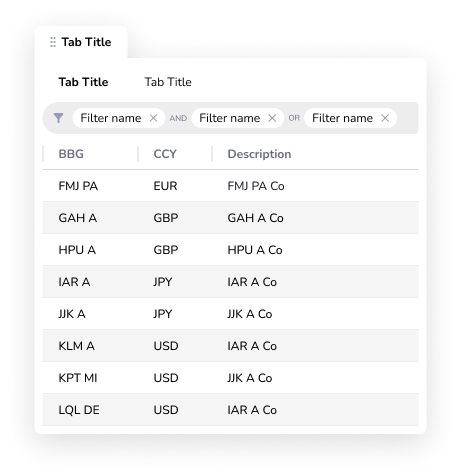 Tab Title
Tab Title Tab Title
Filter name AND Filter name OR Filter name
BBG CCY Description
FMJ PA EUR FMJ PA Co
GAH A GBP GAH A Co
HPU A GBP HPU A Co
IAR A JPY IAR A Co
JJK A JPY JJK A Co
KLM A USD IAR A Co
KPT MI USD JJK A Co
LQL DE USD IAR A Co